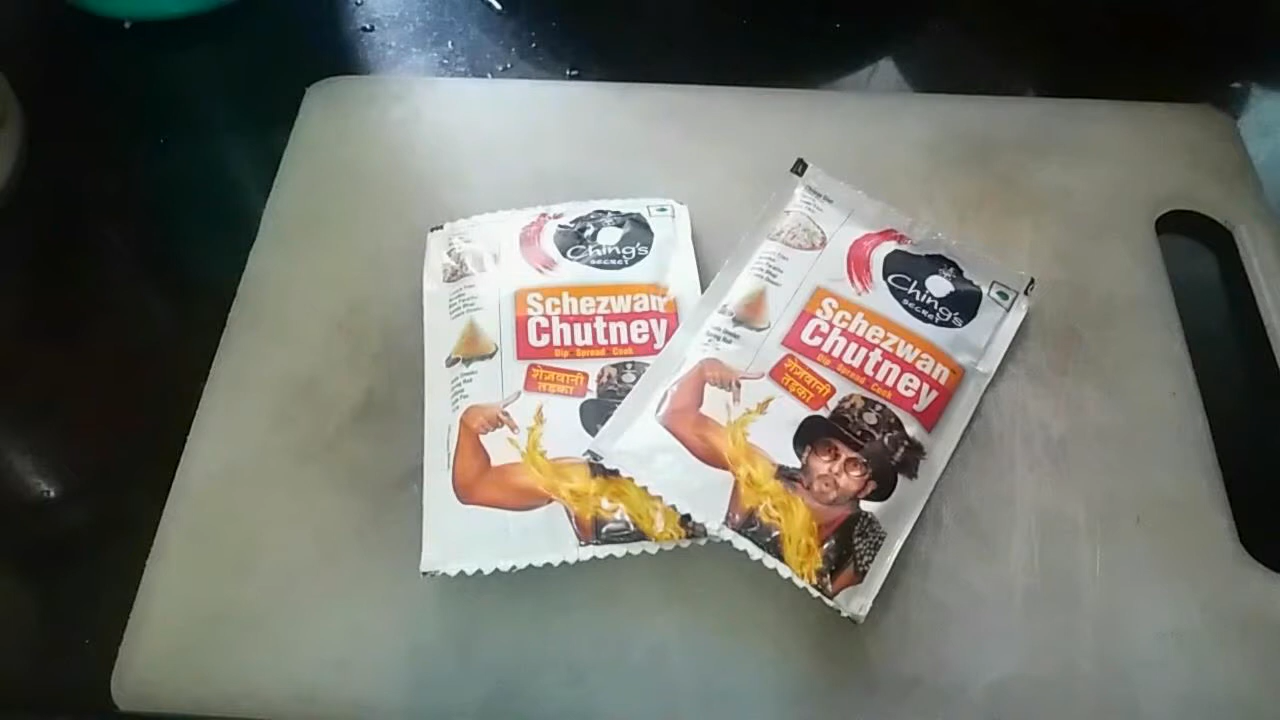 Ching's
SECRET
Schezwan
Chutney
Dip Spread Cook
शेज़वानी
तड़का
Ching's
SECRET
Schezwan
Chutney
Dip Spread Cook
शेज़वानी
तड़का